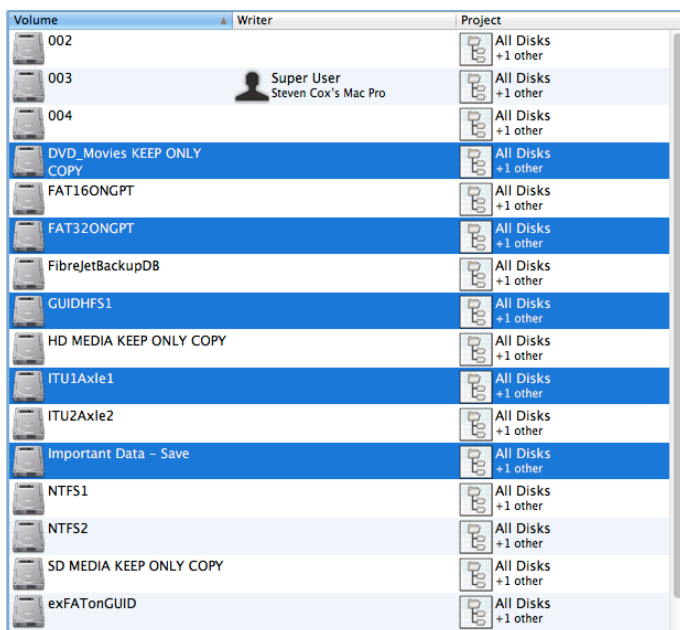 Volume Writer Project
002 All Disks
+1 other
003 Super User All Disks
Steven Cox's Mac Pro +1 other
004 All Disks
+1 other
DVD_Movies KEEP ONLY All Disks
COPY +1 other
FAT16ONGPT All Disks
+1 other
FAT32ONGPT All Disks
+1 other
FibreJetBackupDB All Disks
+1 other
GUIDHFS1 All Disks
+1 other
HD MEDIA KEEP ONLY COPY All Disks
+1 other
ITU1Axle1 All Disks
+1 other
ITU2Axle2 All Disks
+1 other
Important Data – Save All Disks
+1 other
NTFS1 All Disks
+1 other
NTFS2 All Disks
+1 other
SD MEDIA KEEP ONLY COPY All Disks
+1 other
exFATonGUID All Disks
+1 other